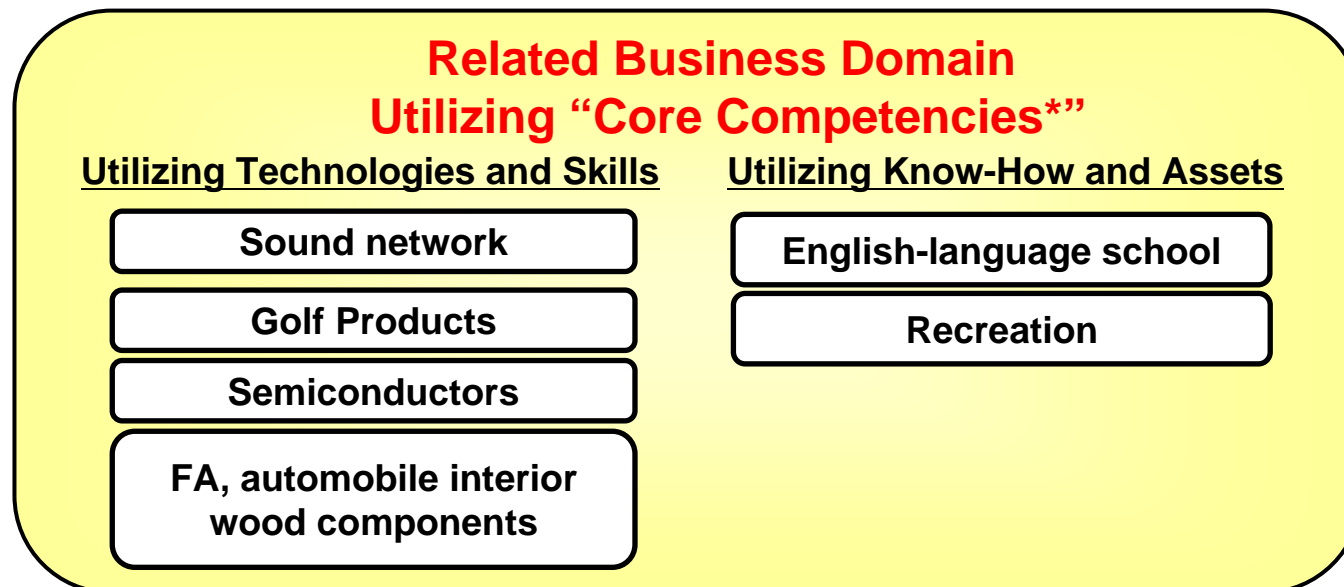 Related Business Domain
Utilizing “Core Competencies*”
Utilizing Technologies and Skills
Sound network
Golf Products
Semiconductors
FA, automobile interior
wood components
Utilizing Know-How and Assets
English-language school
Recreation